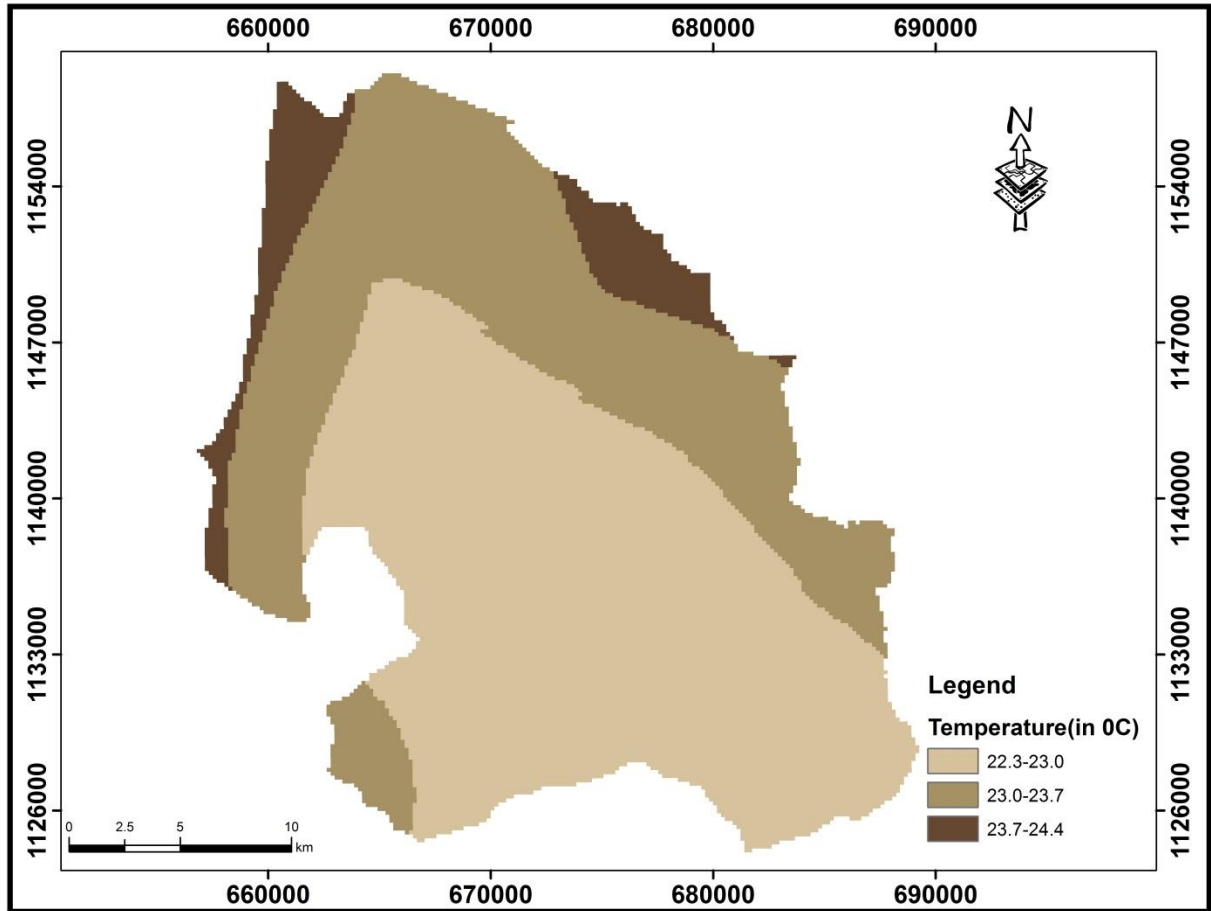 660000 670000 680000 690000
N
1154000 1154000
1147000 1147000
1140000 1140000
1133000 1133000
Legend
Temperature(in 0C)
22.3-23.0
23.0-23.7
23.7-24.4
1126000 1126000
0 2.5 5 10
km
660000 670000 680000 690000